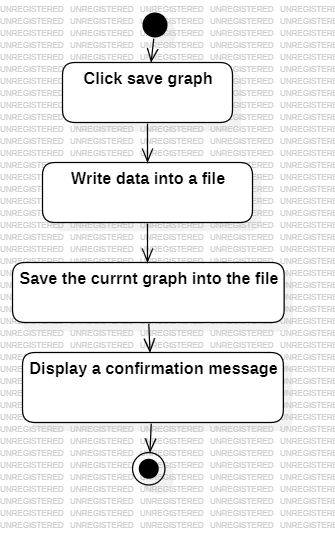 Click save graph
Write data into a file
Save the currnt graph into the file
Display a confirmation message
UNREGISTERED